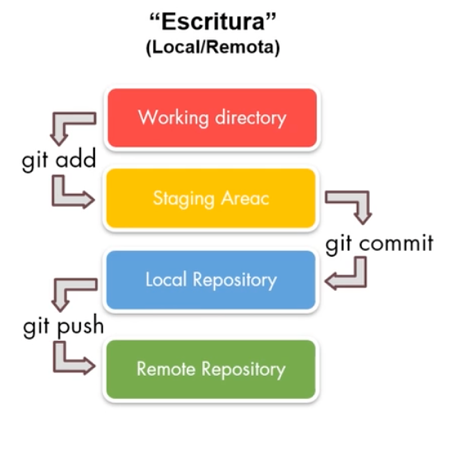 “Escritura”
(Local/Remota)
Working directory
git add
Staging Areac
git commit
Local Repository
git push
Remote Repository